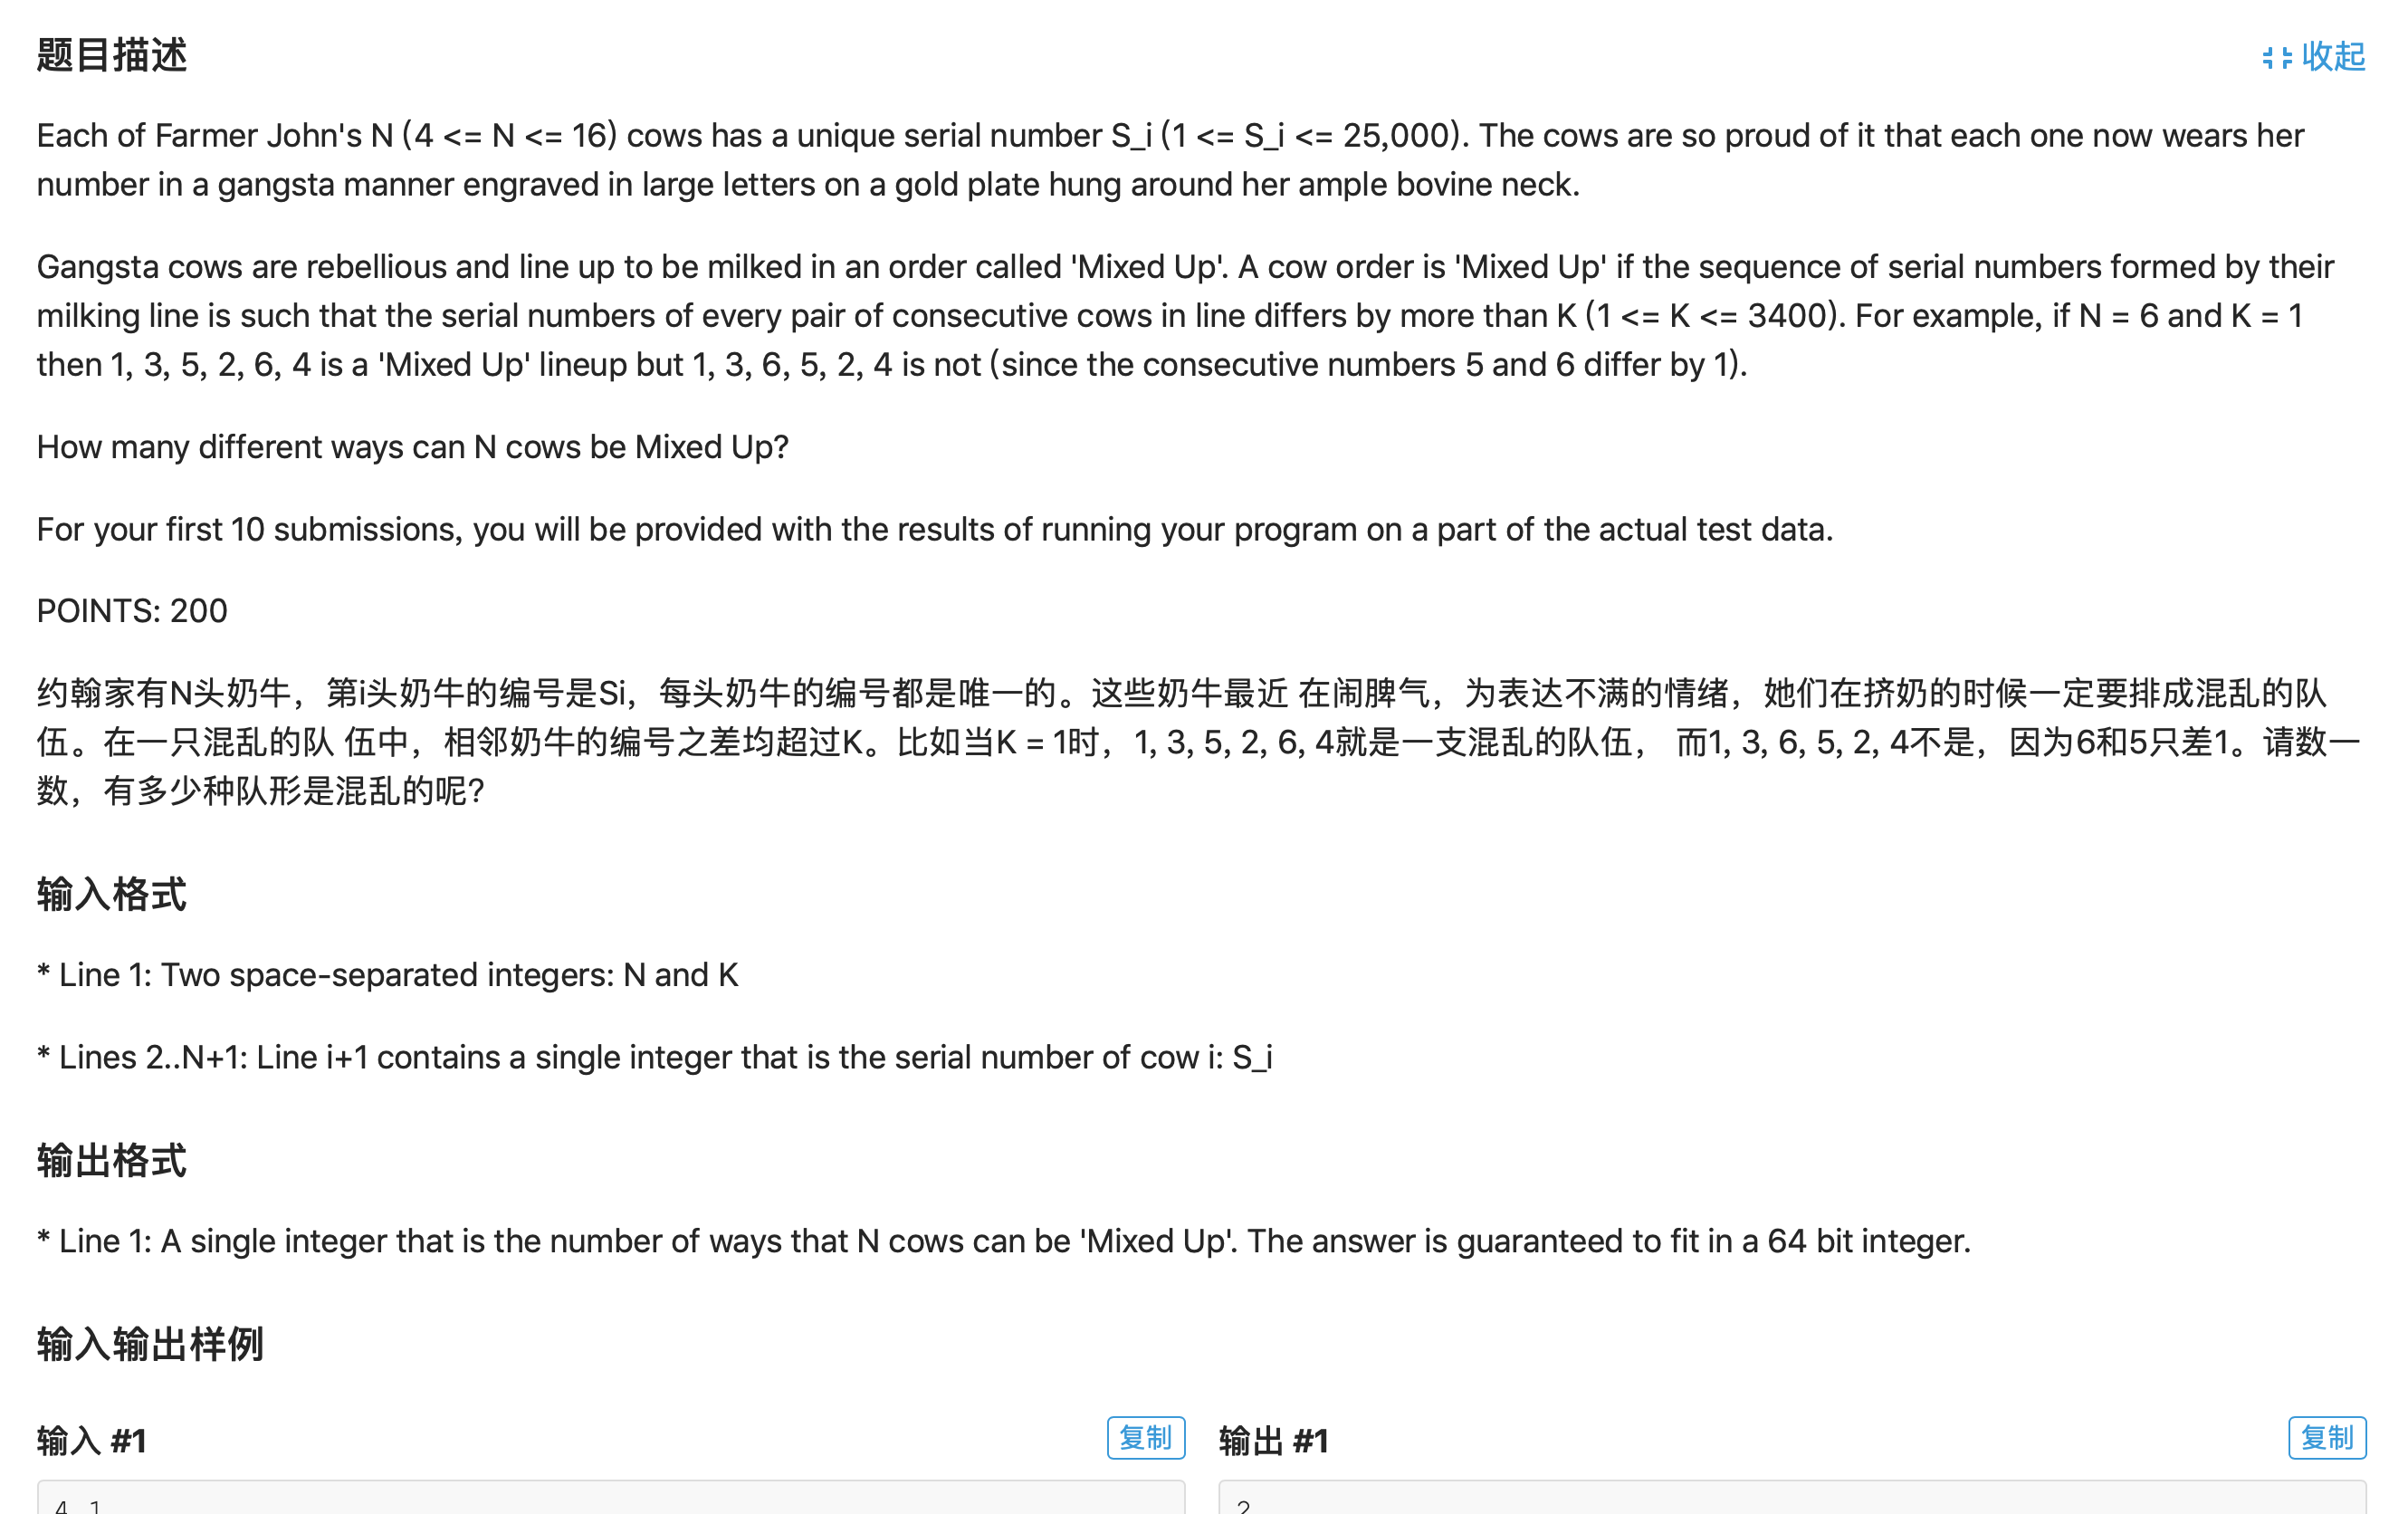 题目描述
收起
Each of Farmer John's N (4 <= N <= 16) cows has a unique serial number S_i (1 <= S_i <= 25,000). The cows are so proud of it that each one now wears her
number in a gangsta manner engraved in large letters on a gold plate hung around her ample bovine neck.
Gangsta cows are rebellious and line up to be milked in an order called 'Mixed Up'. A cow order is 'Mixed Up' if the sequence of serial numbers formed by their
milking line is such that the serial numbers of every pair of consecutive cows in line differs by more than K (1 <= K <= 3400). For example, if N = 6 and K = 1
then 1, 3, 5, 2, 6, 4 is a 'Mixed Up' lineup but 1, 3, 6, 5, 2, 4 is not (since the consecutive numbers 5 and 6 differ by 1).
How many different ways can N cows be Mixed Up?
For your first 10 submissions, you will be provided with the results of running your program on a part of the actual test data.
POINTS: 200
约翰家有N头奶牛，第i头奶牛的编号是Si，每头奶牛的编号都是唯一的。这些奶牛最近 在闹脾气，为表达不满的情绪，她们在挤奶的时候一定要排成混乱的队
伍。在一只混乱的队 伍中，相邻奶牛的编号之差均超过K。比如当K = 1时，1, 3, 5, 2, 6, 4就是一支混乱的队伍， 而1, 3, 6, 5, 2, 4不是，因为6和5只差1。请数一
数，有多少种队形是混乱的呢？
输入格式
* Line 1: Two space-separated integers: N and K
* Lines 2..N+1: Line i+1 contains a single integer that is the serial number of cow i: S_i
输出格式
* Line 1: A single integer that is the number of ways that N cows can be 'Mixed Up'. The answer is guaranteed to fit in a 64 bit integer.
输入输出样例
输入 #1
复制
输出 #1
复制
4 1
2